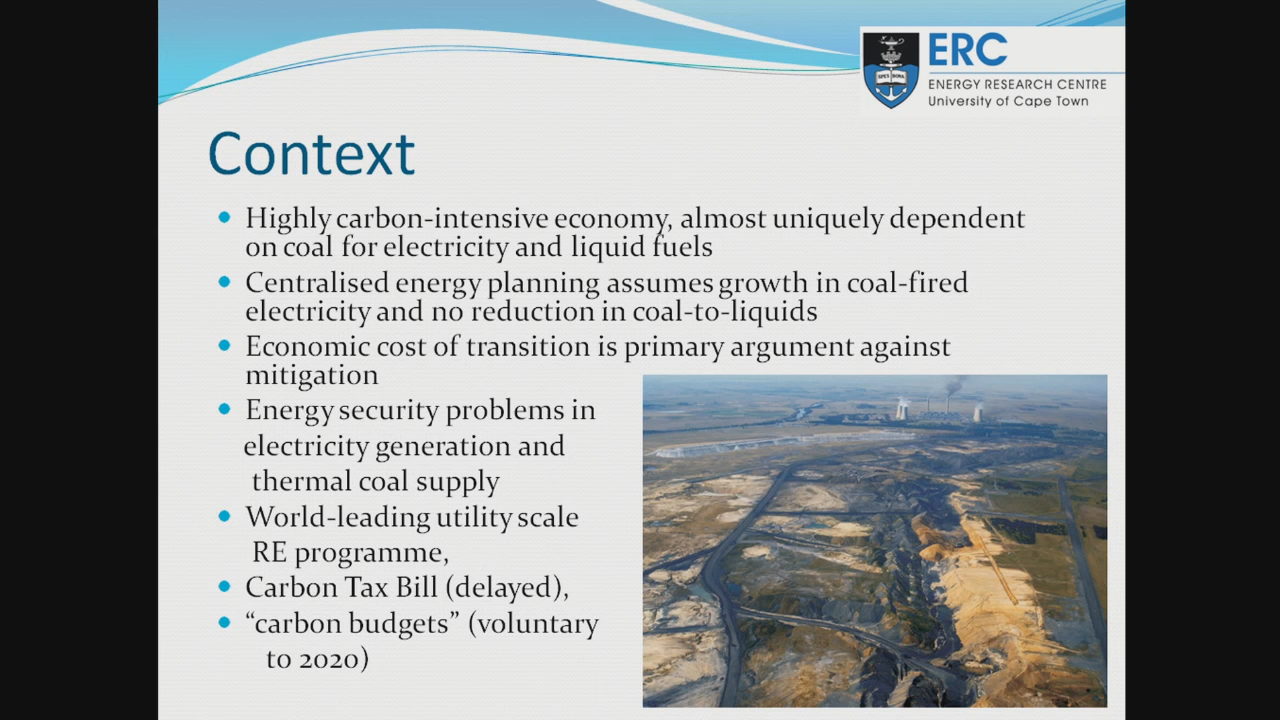 ERC
ENERGY RESEARCH CENTRE
University of Cape Town
SPES BONA
Context
Highly carbon-intensive economy, almost uniquely dependent
on coal for electricity and liquid fuels
Centralised energy planning assumes growth in coal-fired
electricity and no reduction in coal-to-liquids
Economic cost of transition is primary argument against
mitigation
Energy security problems in
electricity generation and
thermal coal supply
World-leading utility scale
RE programme,
Carbon Tax Bill (delayed),
“carbon budgets” (voluntary
to 2020)